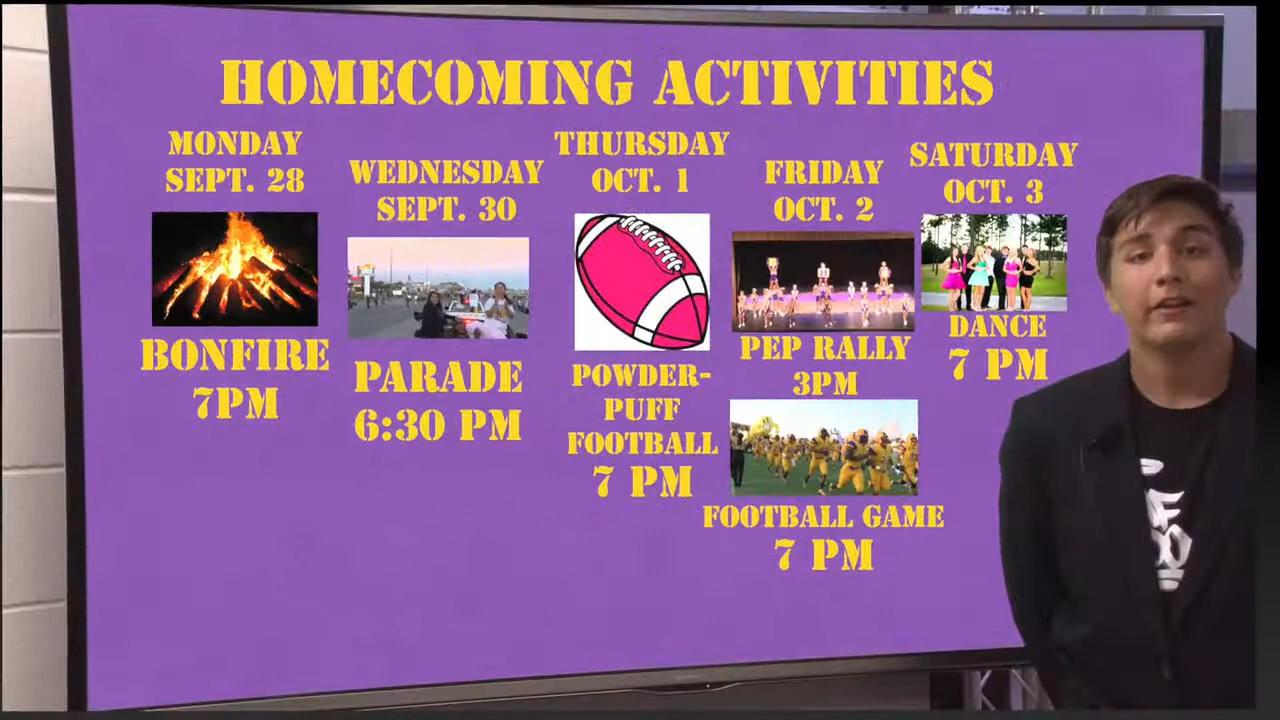 HOMECOMING ACTIVITIES
MONDAY
SEPT. 28
BONFIRE
7PM
WEDNESDAY
SEPT. 30
PARADE
6:30 PM
THURSDAY
OCT. 1
POWDER-
PUFF
FOOTBALL
7 PM
FRIDAY
OCT. 2
PEP RALLY
3PM
FOOTBALL GAME
7 PM
SATURDAY
OCT. 3
DANCE
7 PM